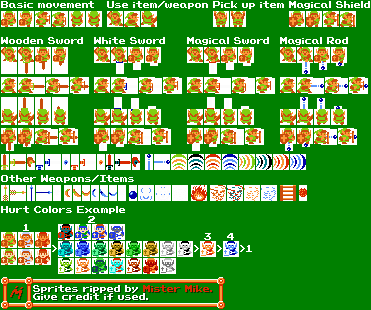 Basic movement Use item/weapon Pick up item Magical Shield
Wooden Sword White Sword Magical Sword Magical Rod
Other Weapons/Items
Hurt Colors Example
1 2 3 4
>1
Sprites ripped by Mister Mike.
Give credit if used.